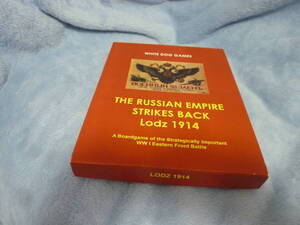 WHITE DOG GAMES
THE RUSSIAN EMPIRE
STRIKES BACK
Lodz 1914
A Boardgame of the Strategically Important
WW I Eastern Front Battle
LODZ 1914